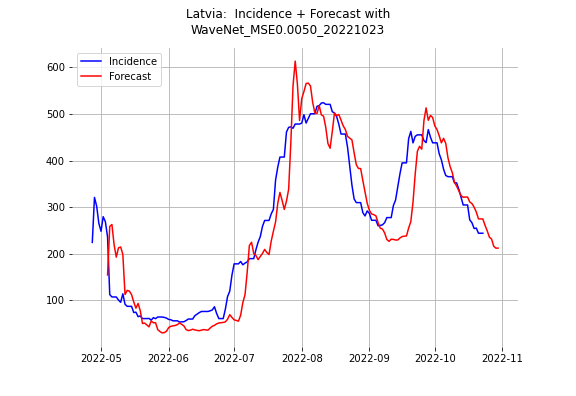 Latvia:  Incidence + Forecast with
WaveNet_MSE0.0050_20221023
Incidence
Forecast
600
500
400
300
200
100
2022-05 2022-06 2022-07 2022-08 2022-09 2022-10 2022-11